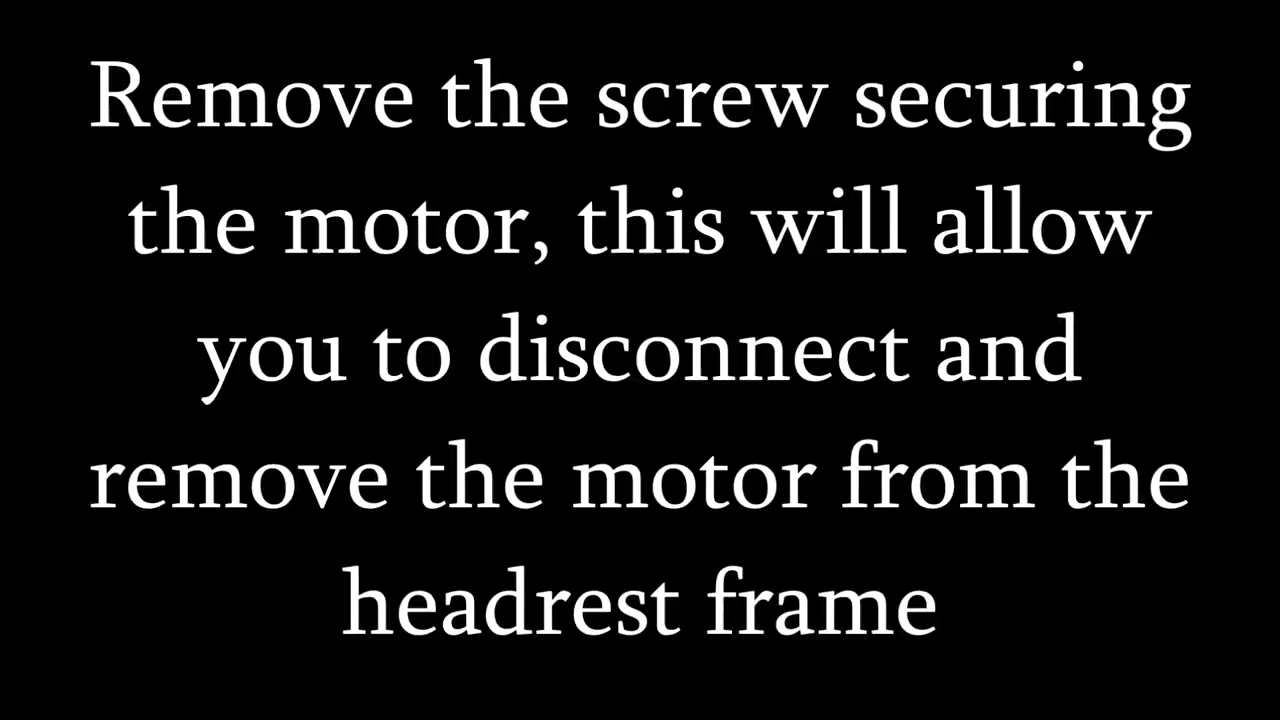 Remove the screw securing
the motor, this will allow
you to disconnect and
remove the motor from the
headrest frame